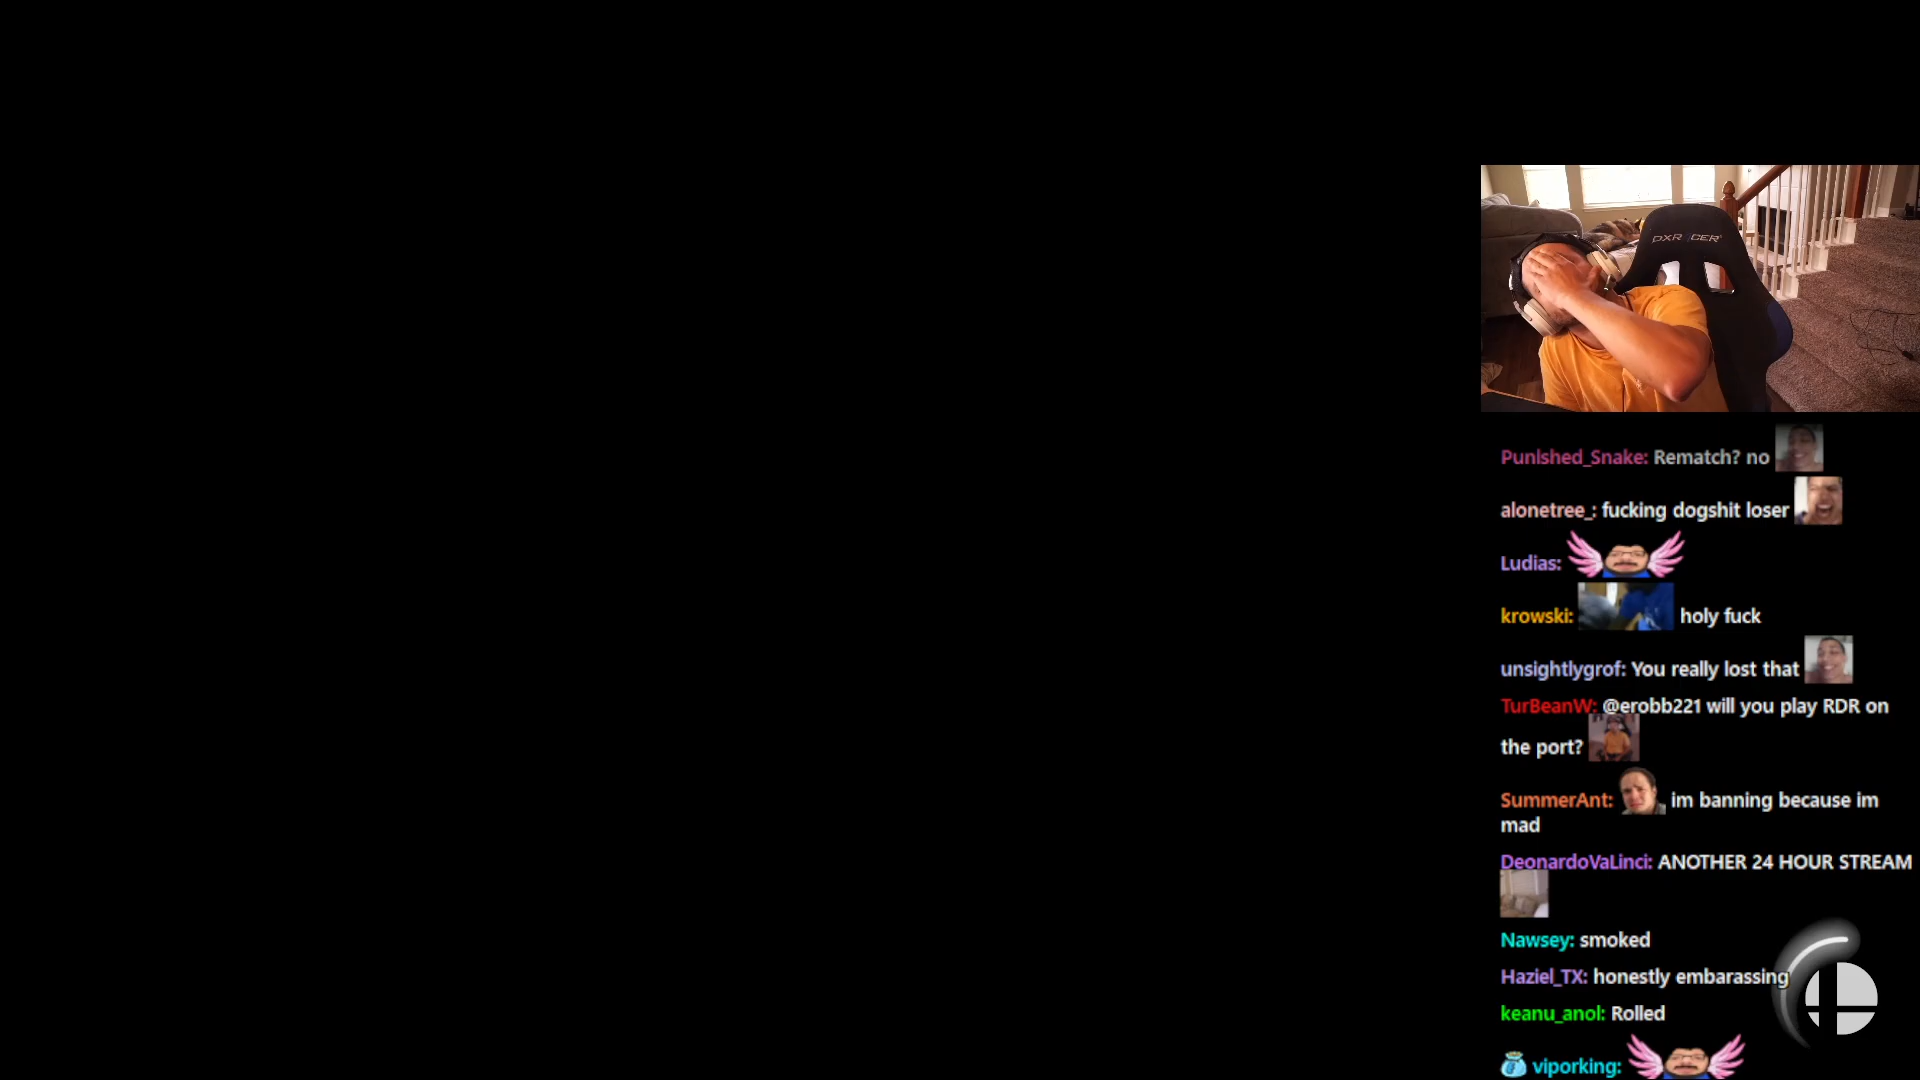 DXRACER
Punlshed_Snake: Rematch? no
alonetree_: fucking dogshit loser
Ludias:
krowski: holy fuck
unsightlygrof: You really lost that
TurBeanW: @erobb221 will you play RDR on
the port?
SummerAnt: im banning because im
mad
DeonardoVaLinci: ANOTHER 24 HOUR STREAM
Nawsey: smoked
Haziel_TX: honestly embarassing
keanu_anol: Rolled
viporking: